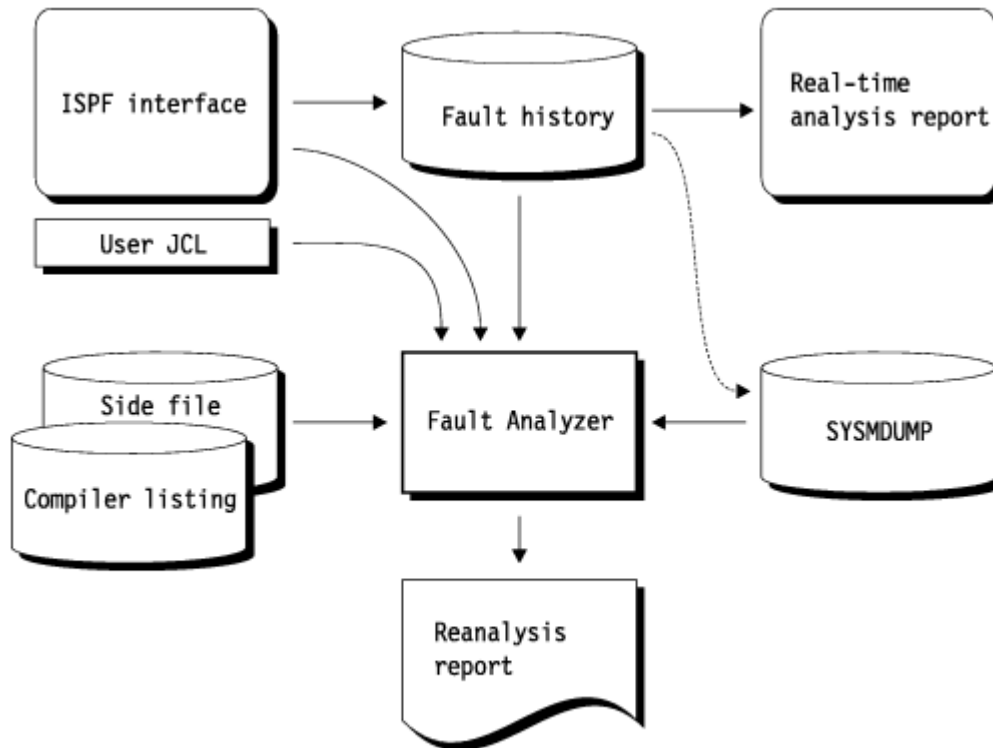 ISPF interface
Fault history
Real-time
analysis report
User JCL
Side file
Compiler listing
Fault Analyzer
SYSMDUMP
Reanalysis
report